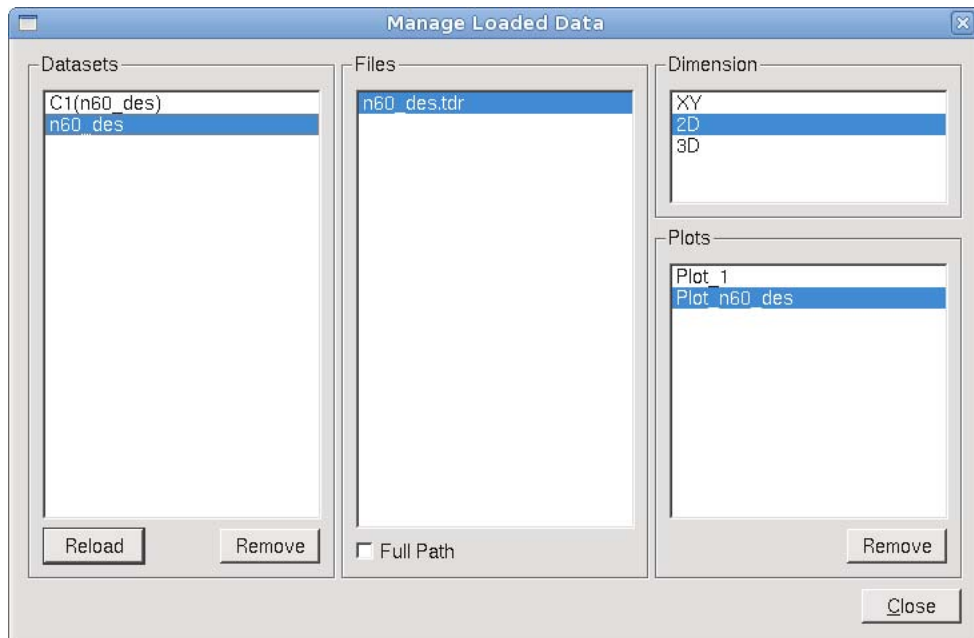 Manage Loaded Data
Datasets
C1(n60_des)
n60_des
Reload
Remove
Files
n60_des.tdr
Full Path
Dimension
XY
2D
3D
Plots
Plot_1
Plot_n60_des
Remove
Close